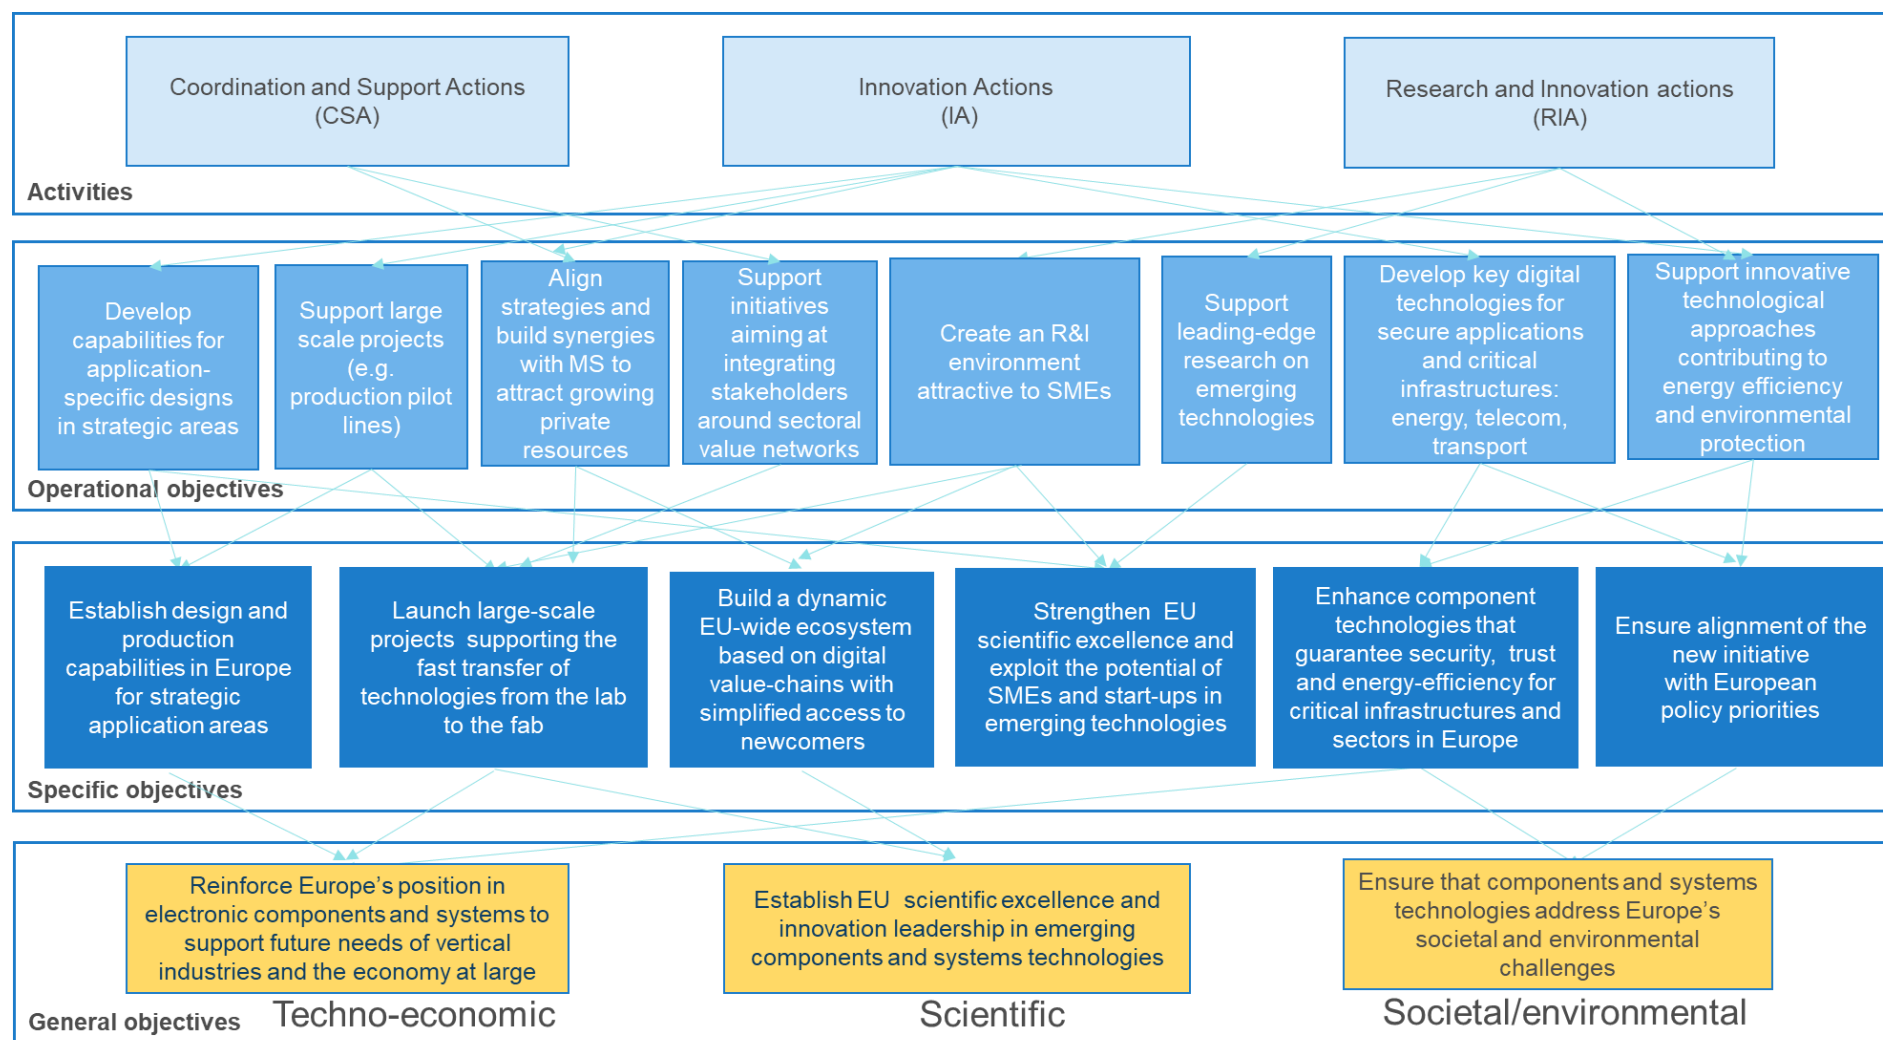 Coordination and Support Actions
(CSA)
Innovation Actions
(IA)
Research and Innovation actions
(RIA)
Activities
Develop
capabilities for
application-
specific designs
in strategic areas
Support large
scale projects
(e.g.
production pilot
lines)
Align
strategies and
build synergies
with MS to
attract growing
private
resources
Support
initiatives
aiming at
integrating
stakeholders
around sectoral
value networks
Create an R&I
environment
attractive to SMEs
Support
leading-edge
research on
emerging
technologies
Develop key digital
technologies for
secure applications
and critical
infrastructures:
energy, telecom,
transport
Support innovative
technological
approaches
contributing to
energy efficiency
and environmental
protection
Operational objectives
Establish design and
production
capabilities in Europe
for strategic
application areas
Launch large-scale
projects supporting the
fast transfer of
technologies from the lab
to the fab
Build a dynamic
EU-wide ecosystem
based on digital
value-chains with
simplified access to
newcomers
Strengthen EU
scientific excellence and
exploit the potential of
SMEs and start-ups in
emerging technologies
Enhance component
technologies that
guarantee security, trust
and energy-efficiency for
critical infrastructures and
sectors in Europe
Ensure alignment of the
new initiative
with European
policy priorities
Specific objectives
Reinforce Europe's position in
electronic components and systems to
support future needs of vertical
industries and the economy at large
Establish EU scientific excellence and
innovation leadership in emerging
components and systems technologies
Ensure that components and systems
technologies address Europe's
societal and environmental
challenges
General objectives
Techno-economic
Scientific
Societal/environmental